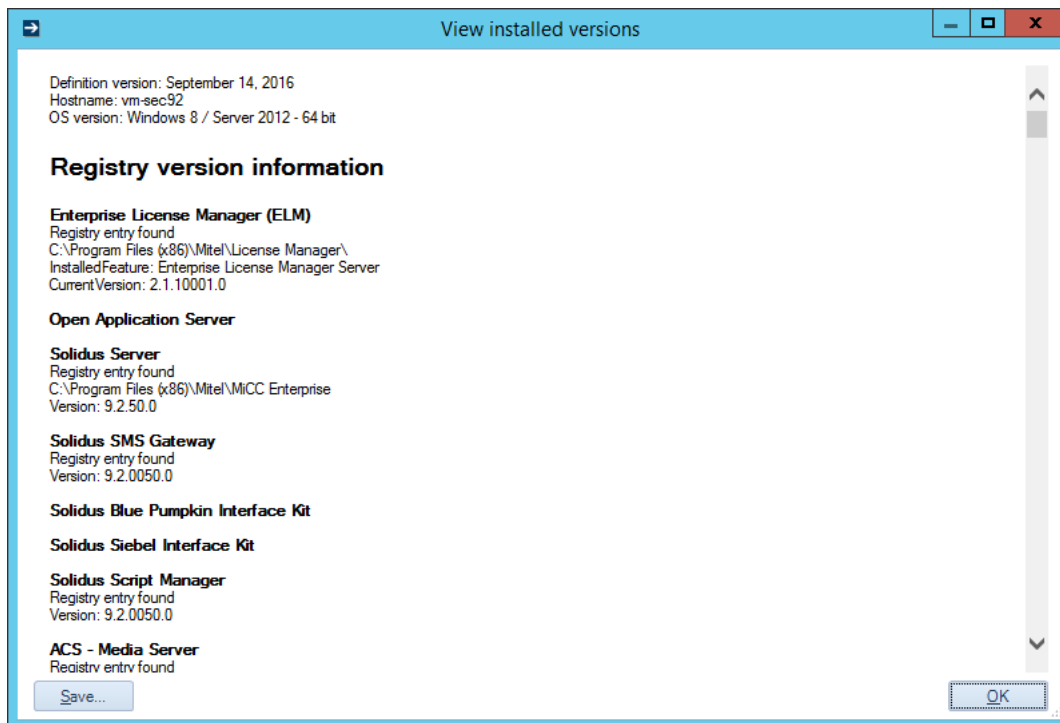 View installed versions
Definition version: September 14, 2016
Hostname: vm-sec92
OS version: Windows 8 / Server 2012 - 64 bit
Registry version information
Enterprise License Manager (ELM)
Registry entry found
C:\Program Files (x86)\Mitel\License Manager\
InstalledFeature: Enterprise License Manager Server
CurrentVersion: 2.1.10001.0
Open Application Server
Solidus Server
Registry entry found
C:\Program Files (x86)\Mitel\MiCC Enterprise
Version: 9.2.50.0
Solidus SMS Gateway
Registry entry found
Version: 9.2.0050.0
Solidus Blue Pumpkin Interface Kit
Solidus Siebel Interface Kit
Solidus Script Manager
Registry entry found
Version: 9.2.0050.0
ACS - Media Server
Registry entry found
Save...
OK